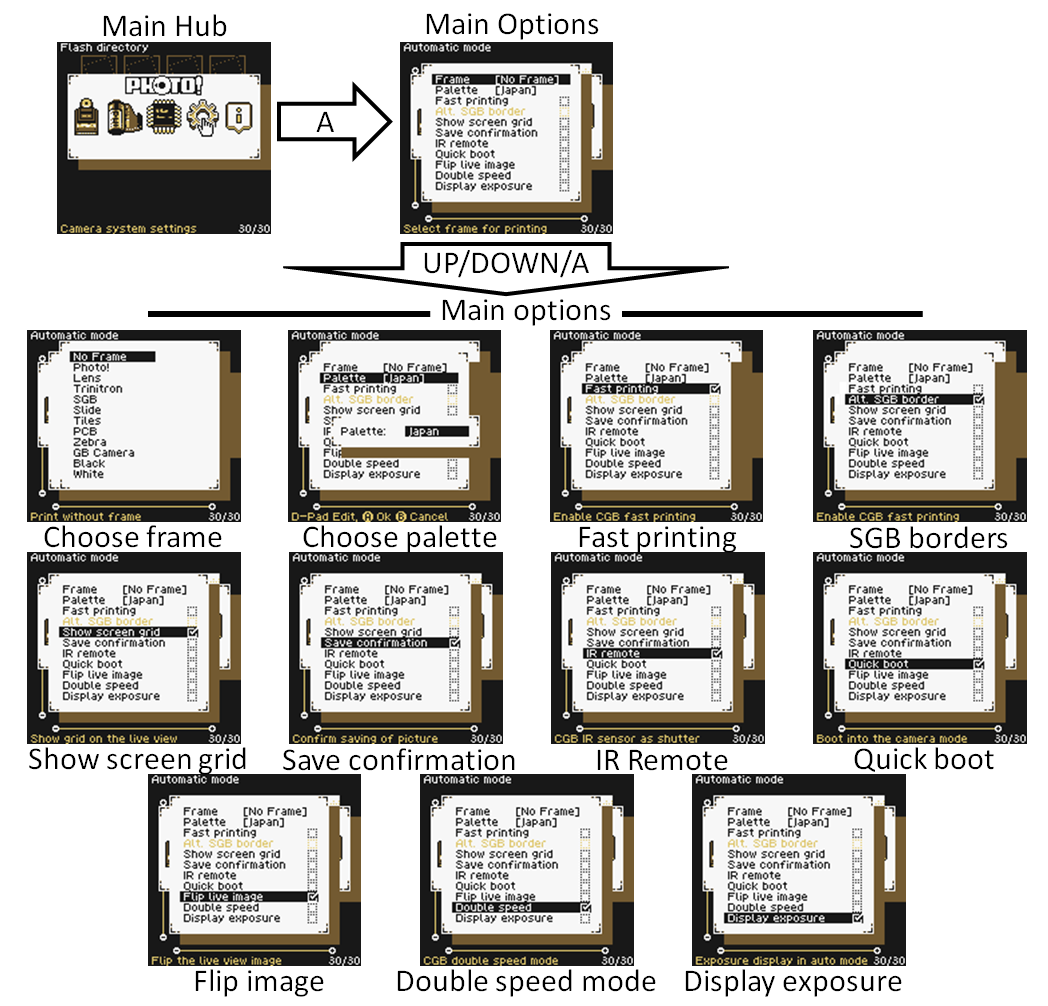 Main Hub
Main Options
Flash directory
PHOTO!
Camera system settings 30/30
A
Automatic mode
Frame [No Frame]
Palette [Japan]
Fast printing
Alt. SGB border
Show screen grid
Save confirmation
IR remote
Quick boot
Flip live image
Double speed
Display exposure
Select frame for printing 30/30
UP/DOWN/A
Main options
Automatic mode
No Frame
Photo!
Lens
Trinitron
SGB
Slide
Tiles
PCB
Zebra
GB Camera
Black
White
Print without frame 30/30
Choose frame
Automatic mode
Frame [No Frame]
Palette [Japan]
Fast printing
Alt. SGB border
Show screen grid
Palette: Japan
Double speed
Display exposure
D-Pad Edit, A Ok B Cancel 30/30
Choose palette
Automatic mode
Frame [No Frame]
Palette [Japan]
Fast printing
Alt. SGB border
Show screen grid
Save confirmation
IR remote
Quick boot
Flip live image
Double speed
Display exposure
Enable CGB fast printing 30/30
Fast printing
Automatic mode
Frame [No Frame]
Palette [Japan]
Fast printing
Alt. SGB border
Show screen grid
Save confirmation
IR remote
Quick boot
Flip live image
Double speed
Display exposure
Enable CGB fast printing 30/30
SGB borders
Automatic mode
Frame [No Frame]
Palette [Japan]
Fast printing
Alt. SGB border
Show screen grid
Save confirmation
IR remote
Quick boot
Flip live image
Double speed
Display exposure
Show grid on the live view 30/30
Show screen grid
Automatic mode
Frame [No Frame]
Palette [Japan]
Fast printing
Alt. SGB border
Show screen grid
Save confirmation
IR remote
Quick boot
Flip live image
Double speed
Display exposure
Confirm saving of picture 30/30
Save confirmation
Automatic mode
Frame [No Frame]
Palette [Japan]
Fast printing
Alt. SGB border
Show screen grid
Save confirmation
IR remote
Quick boot
Flip live image
Double speed
Display exposure
CGB IR sensor as shutter 30/30
IR Remote
Automatic mode
Frame [No Frame]
Palette [Japan]
Fast printing
Alt. SGB border
Show screen grid
Save confirmation
IR remote
Quick boot
Flip live image
Double speed
Display exposure
Boot into the camera mode 30/30
Quick boot
Automatic mode
Frame [No Frame]
Palette [Japan]
Fast printing
Alt. SGB border
Show screen grid
Save confirmation
IR remote
Quick boot
Flip live image
Double speed
Display exposure
Flip the live view image 30/30
Flip image
Automatic mode
Frame [No Frame]
Palette [Japan]
Fast printing
Alt. SGB border
Show screen grid
Save confirmation
IR remote
Quick boot
Flip live image
Double speed
Display exposure
CGB double speed mode 30/30
Double speed mode
Automatic mode
Frame [No Frame]
Palette [Japan]
Fast printing
Alt. SGB border
Show screen grid
Save confirmation
IR remote
Quick boot
Flip live image
Double speed
Display exposure
Exposure display in auto mode 30/30
Display exposure